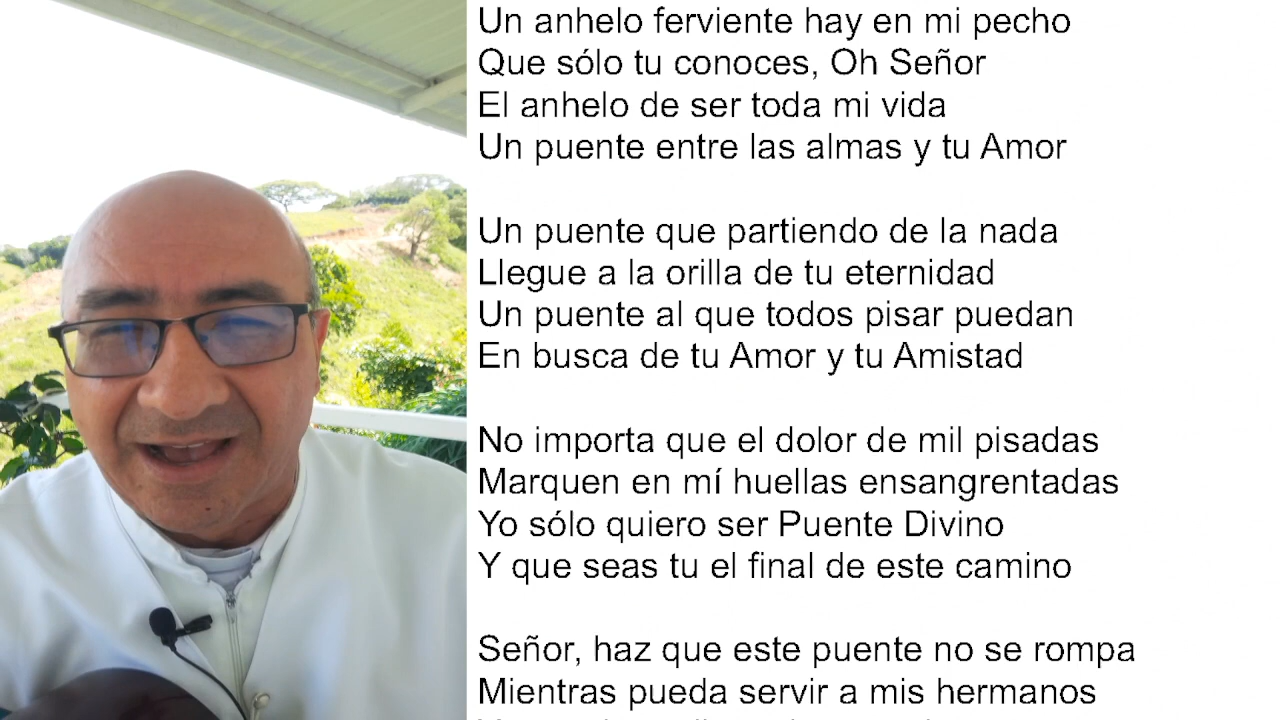 Un anhelo ferviente hay en mi pecho
Que sólo tu conoces, Oh Señor
El anhelo de ser toda mi vida
Un puente entre las almas y tu Amor
Un puente que partiendo de la nada
Llegue a la orilla de tu eternidad
Un puente al que todos pisar puedan
En busca de tu Amor y tu Amistad
No importa que el dolor de mil pisadas
Marquen en mí huellas ensangrentadas
Yo sólo quiero ser Puente Divino
Y que seas tu el final de este camino
Señor, haz que este puente no se rompa
Mientras pueda servir a mis hermanos